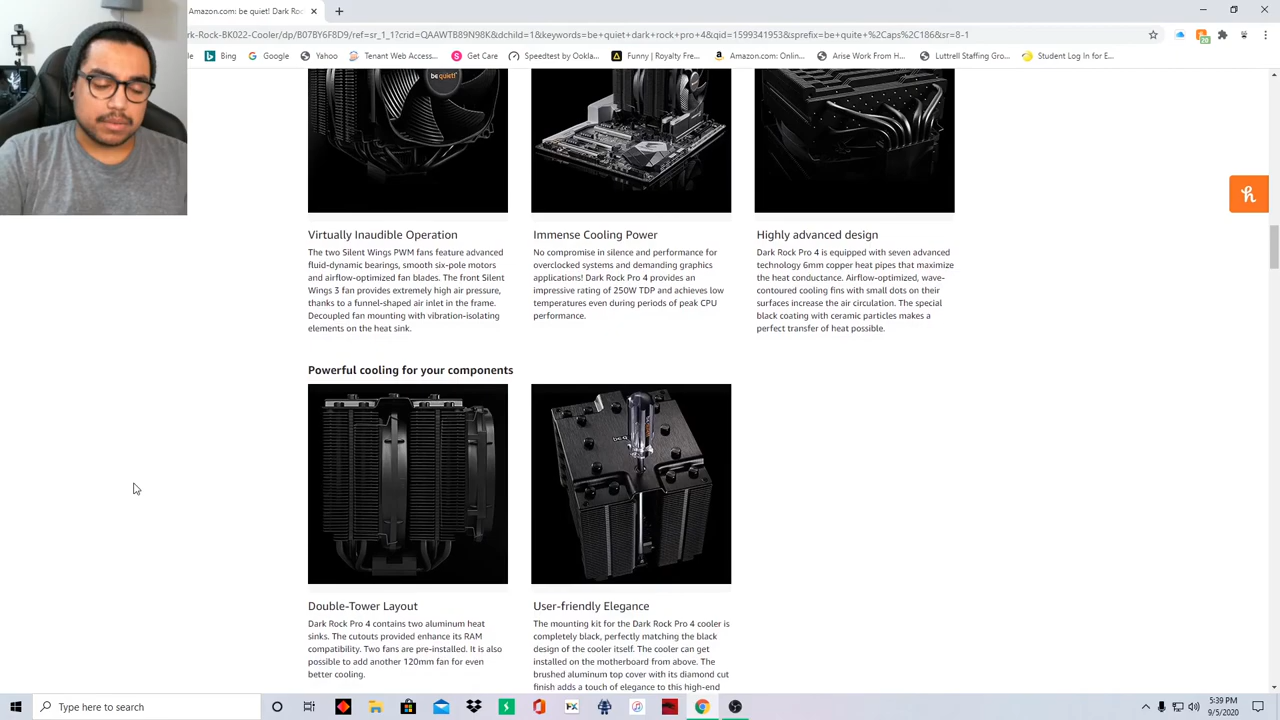 Amazon.com: be quiet! Dark Roc
rk-Rock-BK022-Cooler/dp/B07BY6F8D9/ref=sr_1_1?crid=QAAWTB89N98K&dchild=1&keywords=be+quiet+dark+rock+pro+4&qid=1599341953&sprefix=be+quite+%2Caps%2C186&sr=8-1
le Bing Google Yahoo Tenant Web Access... Get Care Speedtest by Ookla... Funny | Royalty Fre... Amazon.com: Onlin... Arise Work From H... Luttrell Staffing Gro... Student Log In for E...
be quiet!
Virtually Inaudible Operation
The two Silent Wings PWM fans feature advanced
fluid-dynamic bearings, smooth six-pole motors
and airflow-optimized fan blades. The front Silent
Wings 3 fan provides extremely high air pressure,
thanks to a funnel-shaped air inlet in the frame.
Decoupled fan mounting with vibration-isolating
elements on the heat sink.
Immense Cooling Power
No compromise in silence and performance for
overclocked systems and demanding graphics
applications! Dark Rock Pro 4 provides an
impressive rating of 250W TDP and achieves low
temperatures even during periods of peak CPU
performance.
Highly advanced design
Dark Rock Pro 4 is equipped with seven advanced
technology 6mm copper heat pipes that maximize
the heat conductance. Airflow-optimized, wave-
contoured cooling fins with small dots on their
surfaces increase the air circulation. The special
black coating with ceramic particles makes a
perfect transfer of heat possible.
Powerful cooling for your components
Double-Tower Layout
Dark Rock Pro 4 contains two aluminum heat
sinks. The cutouts provided enhance its RAM
compatibility. Two fans are pre-installed. It is also
possible to add another 120mm fan for even
better cooling.
User-friendly Elegance
The mounting kit for the Dark Rock Pro 4 cooler is
completely black, perfectly matching the black
design of the cooler itself. The cooler can get
installed on the motherboard from above. The
brushed aluminum top cover with its diamond cut
finish adds a touch of elegance to this high-end
Type here to search
5:39 PM
9/5/2020